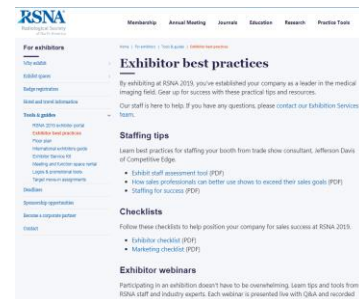 RSNA
Radiological Society
of North America
Membership
Annual Meeting
Journals
Education
Research
Practice Tools
For exhibitors
Why exhibit
Exhibit spaces
Badge registration
Hotel and travel information
Tools & guides
RSNA 2019 exhibitor portal
Exhibitor best practices
Floor plan
International exhibitors guide
Exhibitor Service Kit
Meeting and function space rental
Logos & promotional tools
Target menu in assignments
Deadlines
Sponsorship opportunities
Become a corporate partner
Contact
Home / For exhibitors / Tools & guides / Exhibitor best practices
Exhibitor best practices
By exhibiting at RSNA 2019, you've established your company as a leader in the medical
imaging field. Gear up for success with these practical tips and resources.
Our staff is here to help. If you have any questions, please contact our Exhibition Services
team.
Staffing tips
Learn best practices for staffing your booth from trade show consultant, Jefferson Davis
of Competitive Edge.
Exhibit staff assessment tool (PDF)
How sales professionals can better use shows to exceed their sales goals (PDF)
Staffing for success (PDF)
Checklists
Follow these checklists to help position your company for sales success at RSNA 2019.
Exhibitor checklist (PDF)
Marketing checklist (PDF)
Exhibitor webinars
Participating in an exhibition doesn't have to be overwhelming. Learn tips and tools from
RSNA staff and industry experts. Each webinar is presented live with Q&A and recorded